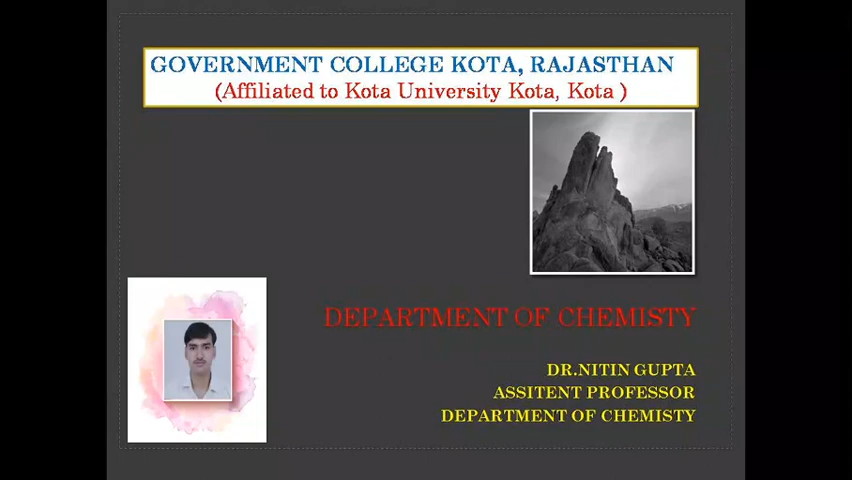 GOVERNMENT COLLEGE KOTA, RAJASTHAN
(Affiliated to Kota University Kota, Kota )
DEPARTMENT OF CHEMISTY
DR.NITIN GUPTA
ASSITENT PROFESSOR
DEPARTMENT OF CHEMISTY